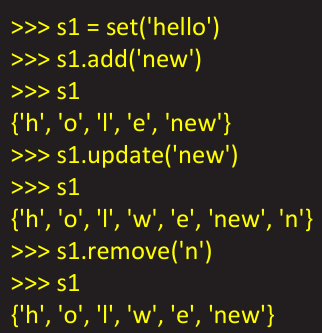 >>> s1 = set('hello')
>>> s1.add('new')
>>> s1
{'h', 'o', 'l', 'e', 'new'}
>>> s1.update('new')
>>> s1
{'h', 'o', 'l', 'w', 'e', 'new', 'n'}
>>> s1.remove('n')
>>> s1
{'h', 'o', 'l', 'w', 'e', 'new'}